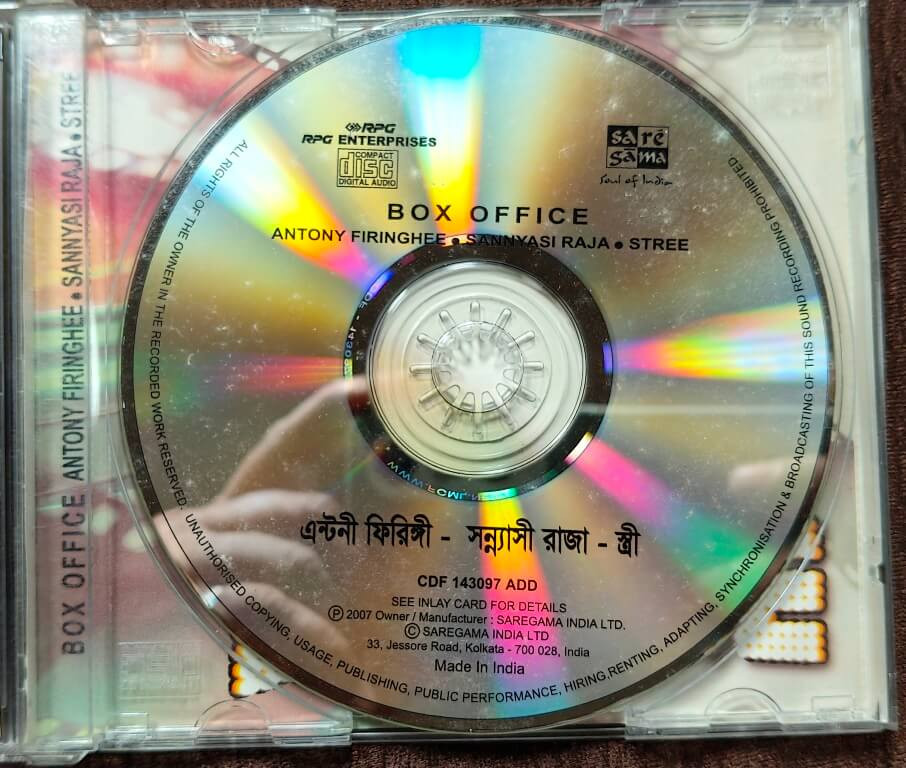 BOX OFFICE ANTONY FIRINGHEE • SANNYASI RAJA • STREE
RPG
RPG ENTERPRISES
COMPACT
disc
DIGITAL AUDIO
sa re
ga ma
Soul of India
BOX OFFICE
ANTONY FIRINGHEE • SANNYASI RAJA • STREE
এন্টনী ফিরিঙ্গী - সন্ন্যাসী রাজা - স্ত্রী
CDF 143097 ADD
SEE INLAY CARD FOR DETAILS
Ⓟ 2007 Owner / Manufacturer : SAREGAMA INDIA LTD.
© SAREGAMA INDIA LTD
33, Jessore Road, Kolkata - 700 028, India
Made In India
ALL RIGHTS OF THE OWNER IN THE RECORDED WORK RESERVED. UNAUTHORISED COPYING, USAGE, PUBLISHING, PUBLIC PERFORMANCE, HIRING,RENTING, ADAPTING, SYNCHRONISATION & BROADCASTING OF THIS SOUND RECORDING PROHIBITED